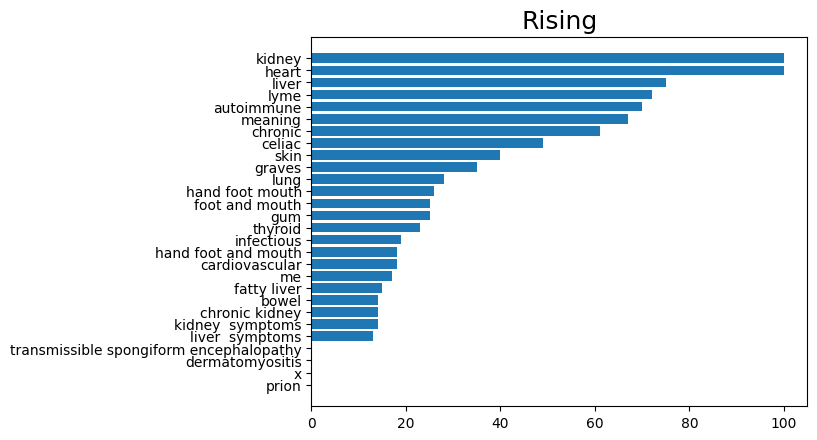 Rising
kidney
heart
liver
lyme
autoimmune
meaning
chronic
celiac
skin
graves
lung
hand foot mouth
foot and mouth
gum
thyroid
infectious
hand foot and mouth
cardiovascular
me
fatty liver
bowel
chronic kidney
kidney  symptoms
liver  symptoms
transmissible spongiform encephalopathy
dermatomyositis
x
prion
0 20 40 60 80 100